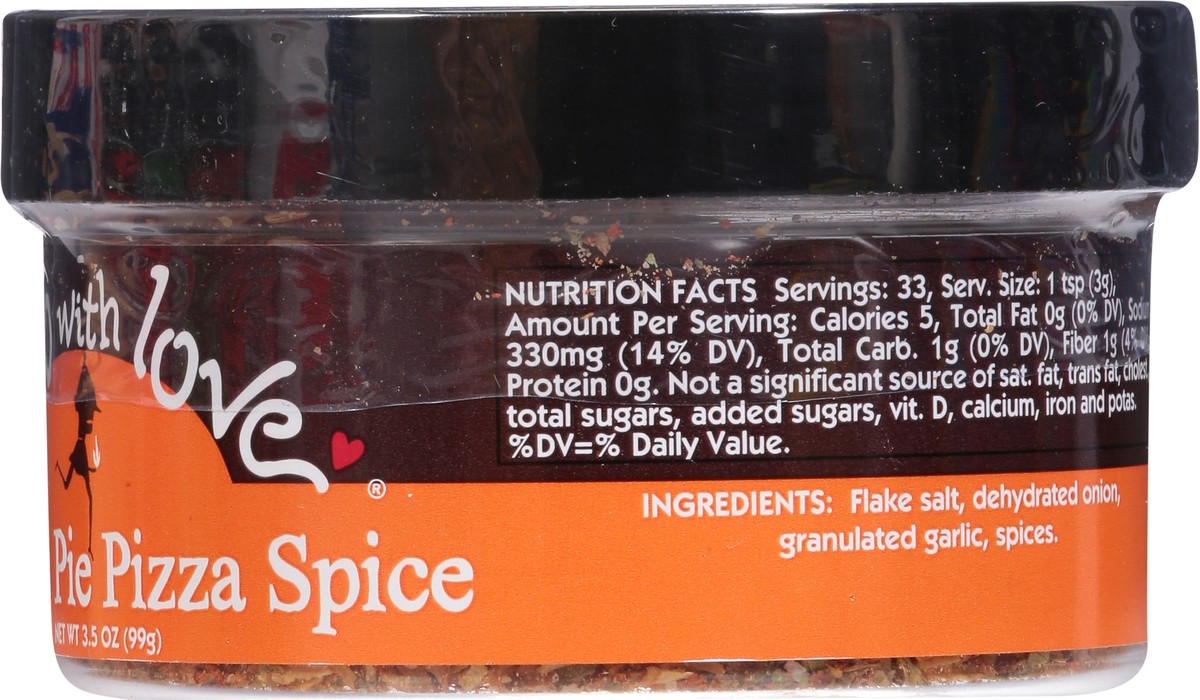 with love
®
Pie Pizza Spice
NET WT 3.5 OZ (99g)
NUTRITION FACTS Servings: 33, Serv. Size: 1 tsp (3g),
Amount Per Serving: Calories 5, Total Fat 0g (0% DV),
330mg (14% DV), Total Carb. 1g (0% DV), Fiber 1g (4%
Protein 0g. Not a significant source of sat. fat, trans fat,
total sugars, added sugars, vit. D, calcium, iron and potas.
%DV=% Daily Value.
INGREDIENTS: Flake salt, dehydrated onion,
granulated garlic, spices.